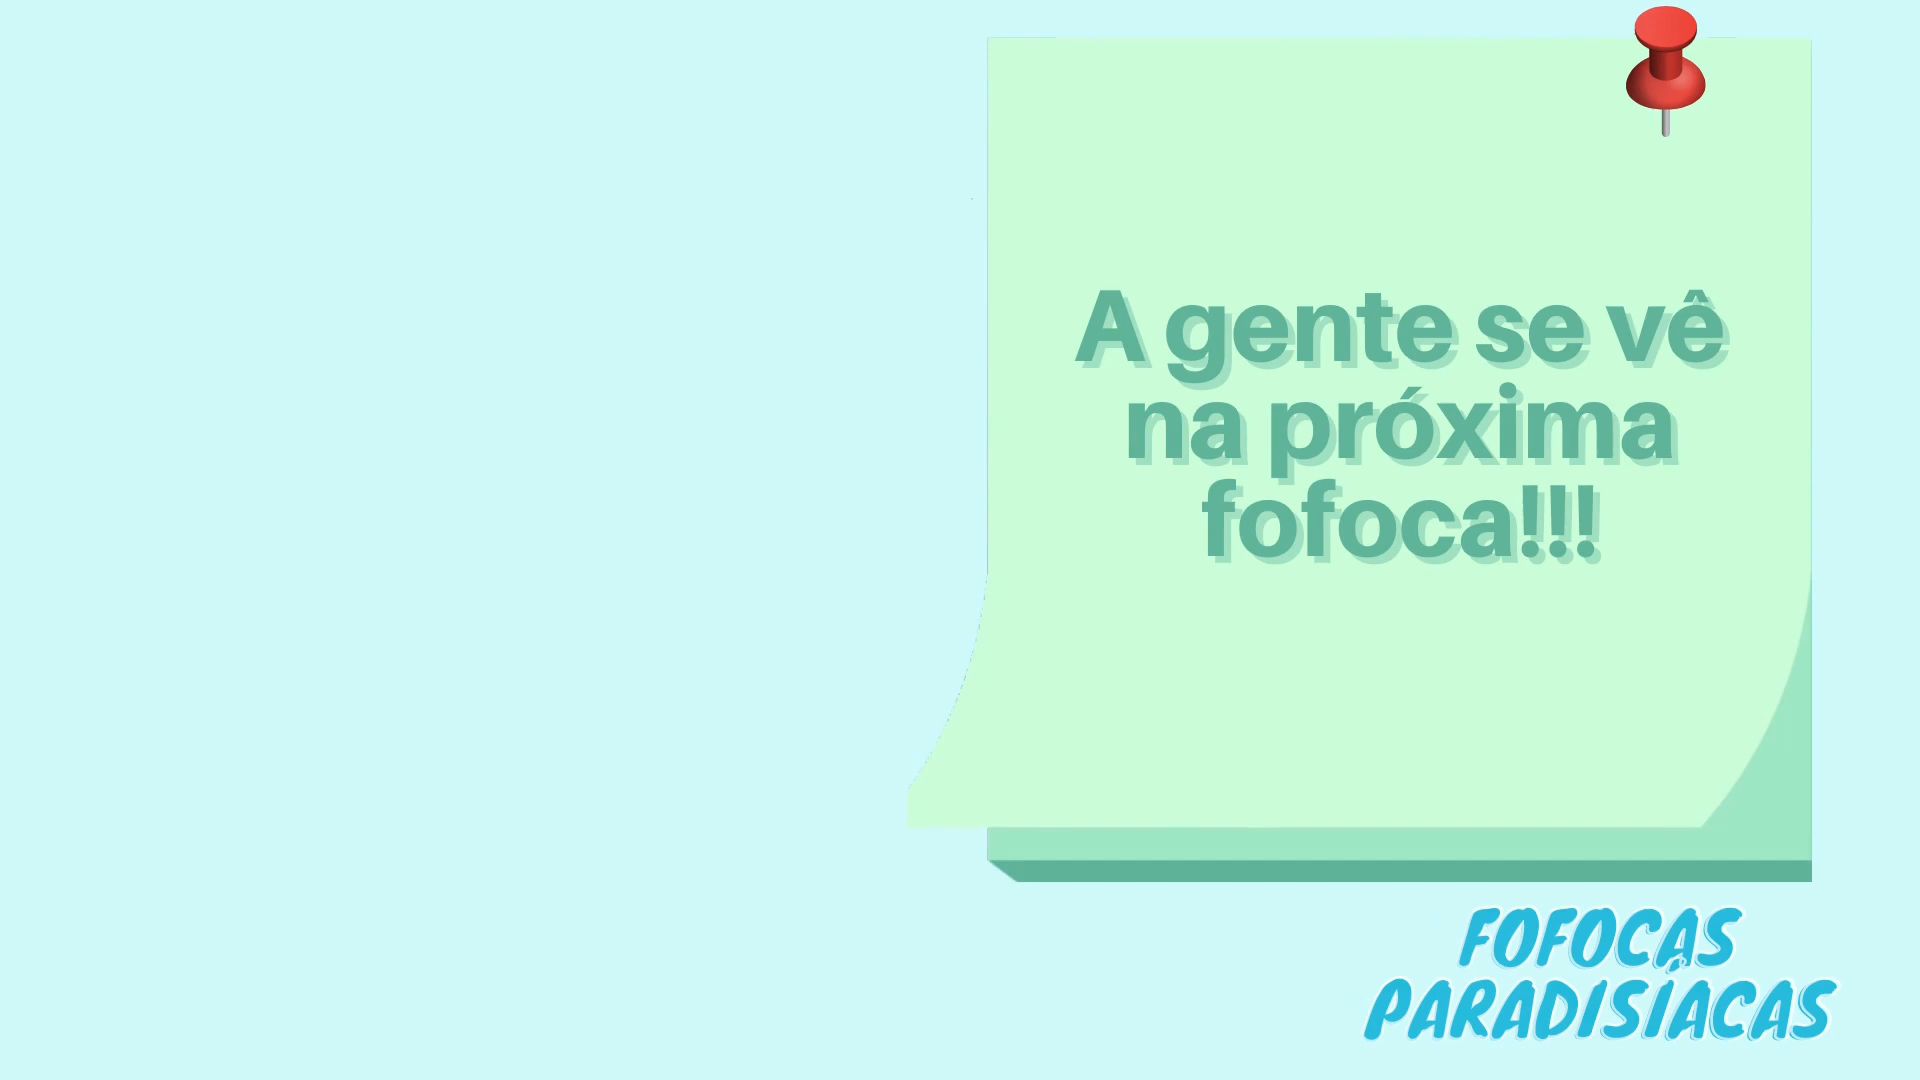 A gente se vê
na próxima
fofoca!!!
FOFOCAS
PARADISÍACAS